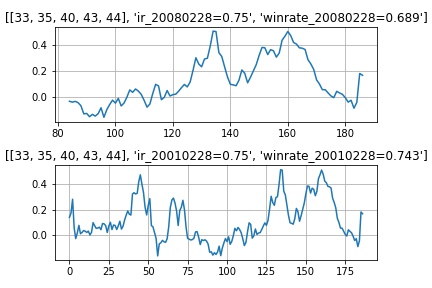 [[33, 35, 40, 43, 44], 'ir_20080228=0.75', 'winrate_20080228=0.689']
0.4
0.2
0.0
80 100 120 140 160 180
[[33, 35, 40, 43, 44], 'ir_20010228=0.75', 'winrate_20010228=0.743']
0.4
0.2
0.0
0 25 50 75 100 125 150 175